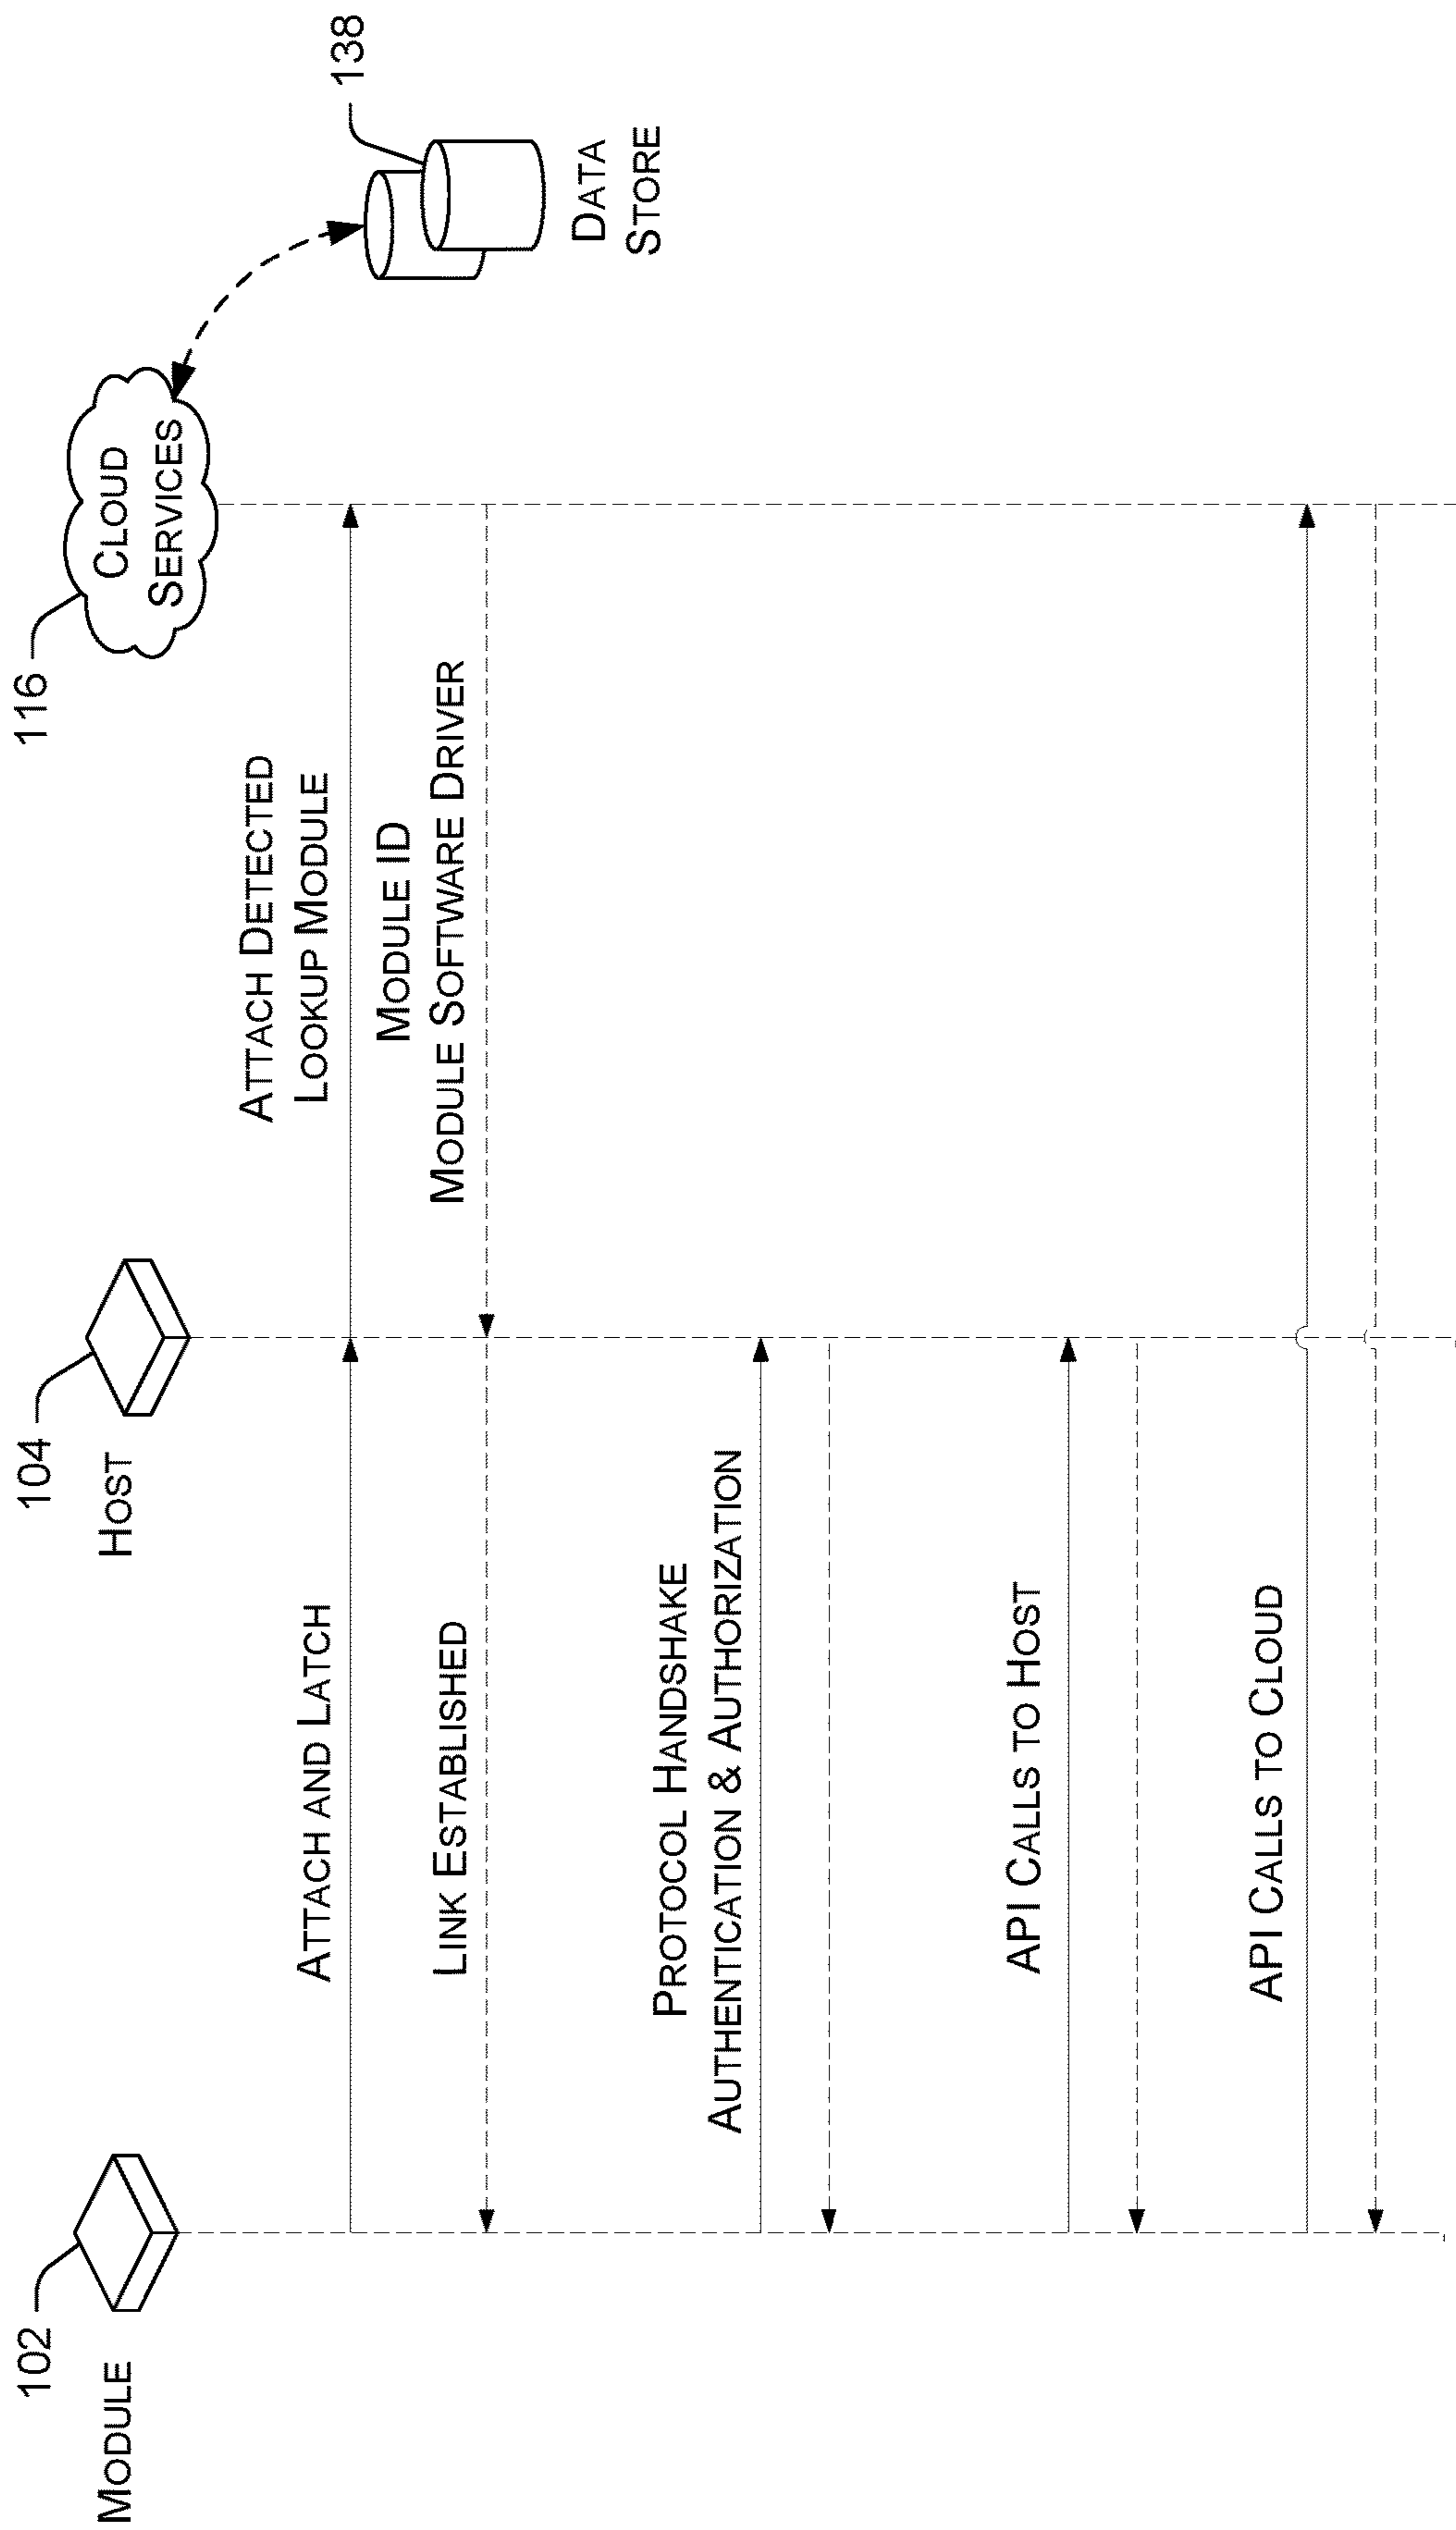 102
MODULE
104
HOST
116
CLOUD
SERVICES
138
DATA
STORE
ATTACH AND LATCH
ATTACH DETECTED
LOOKUP MODULE
LINK ESTABLISHED
MODULE ID
MODULE SOFTWARE DRIVER
PROTOCOL HANDSHAKE
AUTHENTICATION & AUTHORIZATION
API CALLS TO HOST
API CALLS TO CLOUD